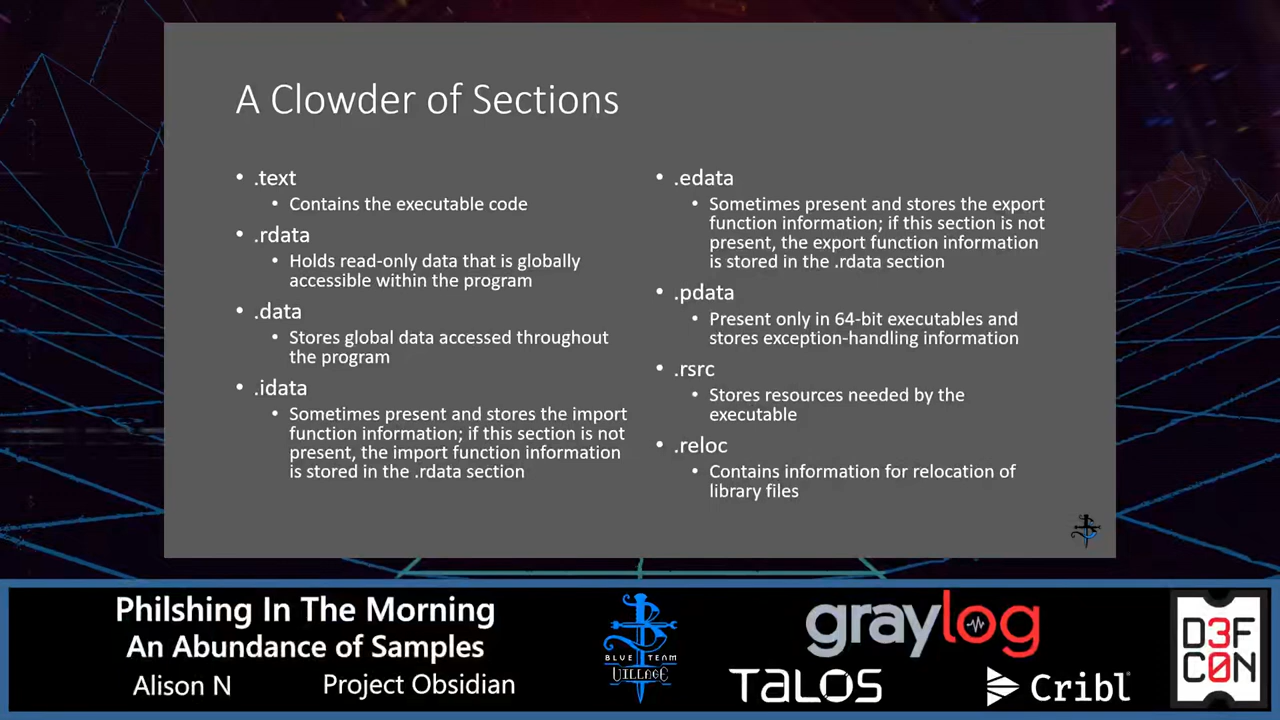 A Clowder of Sections
• .text
• Contains the executable code
• .rdata
• Holds read-only data that is globally
accessible within the program
• .data
• Stores global data accessed throughout
the program
• .idata
• Sometimes present and stores the import
function information; if this section is not
present, the import function information
is stored in the .rdata section
• .edata
• Sometimes present and stores the export
function information; if this section is not
present, the export function information
is stored in the .rdata section
• .pdata
• Present only in 64-bit executables and
stores exception-handling information
• .rsrc
• Stores resources needed by the
executable
• .reloc
• Contains information for relocation of
library files
Philshing In The Morning
An Abundance of Samples
Alison N
Project Obsidian
BLUE TEAM
VILLAGE
graylog
TALOS
Cribl
D3F
C0N